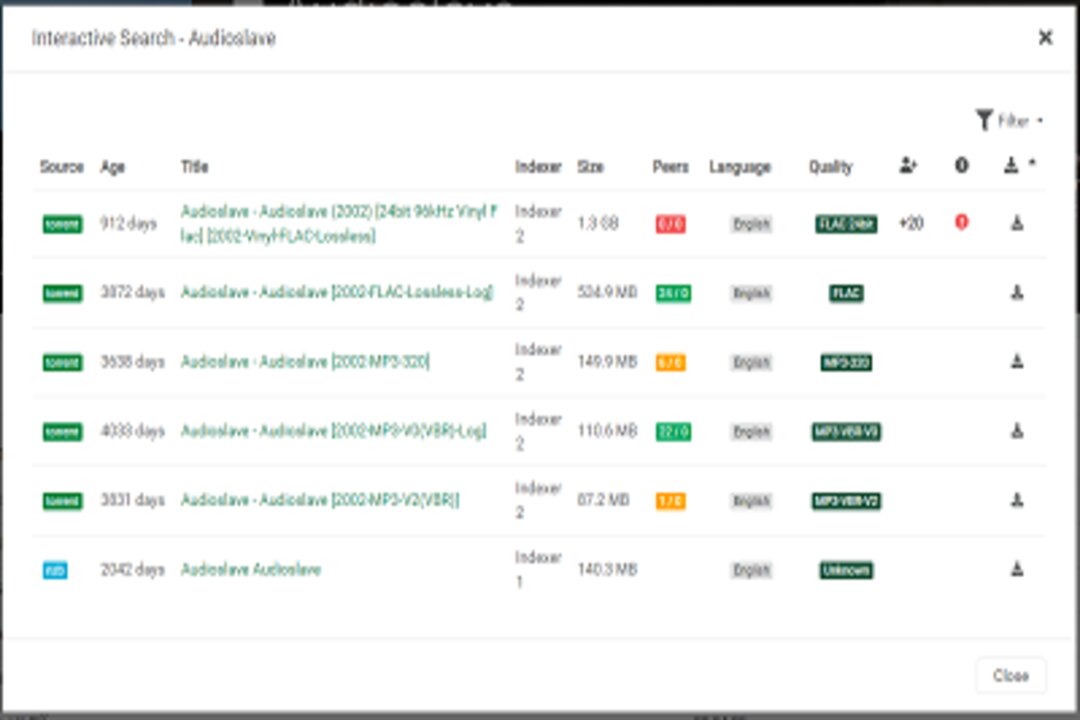 Interactive Search - Audioslave
Filter
Source Age Title Indexer Size Peers Language Quality
torrent 912 days Audioslave - Audioslave (2002) [24bit 96kHz Vinyl F
lac] [2002-Vinyl-FLAC-Lossless] Indexer
2 1.3 GB 0 / 0 English FLAC 24bit +20
torrent 3872 days Audioslave - Audioslave [2002-FLAC-Lossless-Log] Indexer
2 524.9 MB English FLAC
torrent 3638 days Audioslave - Audioslave [2002-MP3-320] Indexer
2 149.9 MB 6 / 0 English MP3-320
torrent 4033 days Audioslave - Audioslave [2002-MP3-V0(VBR)-Log] Indexer
2 110.6 MB 22 / 0 English MP3-VBR-V0
torrent 3831 days Audioslave - Audioslave [2002-MP3-V2(VBR)] Indexer
2 87.2 MB 1 / 0 English MP3-VBR-V2
nzb 2042 days Audioslave Audioslave Indexer
1 140.3 MB English Unknown
Close